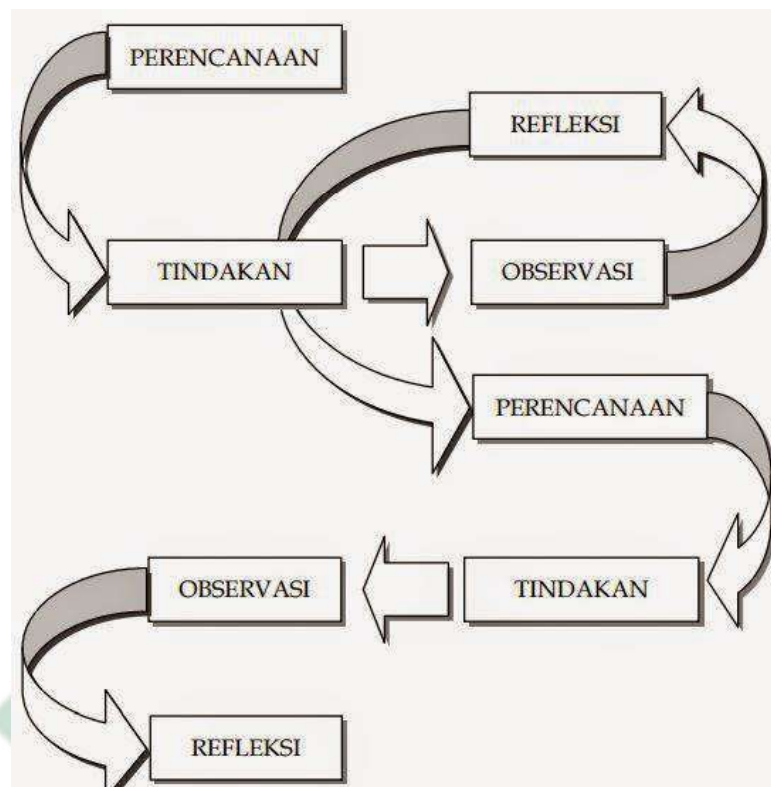 PERENCANAAN
REFLEKSI
TINDAKAN
OBSERVASI
PERENCANAAN
OBSERVASI
TINDAKAN
REFLEKSI